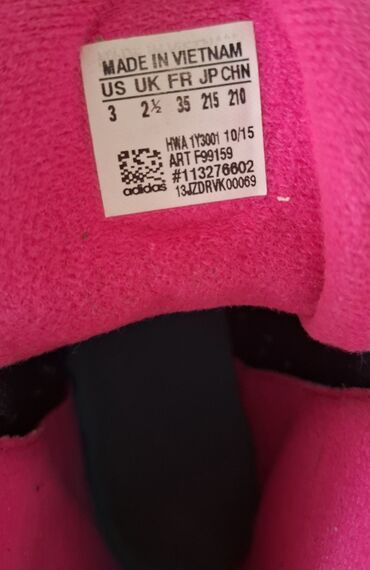 MADE IN VIETNAM
US UK FR JP CHN
3 2½ 35 215 210
HWA 1Y3001 10/15
ART F99159
#113276602
adidas 13JZDRVK00069